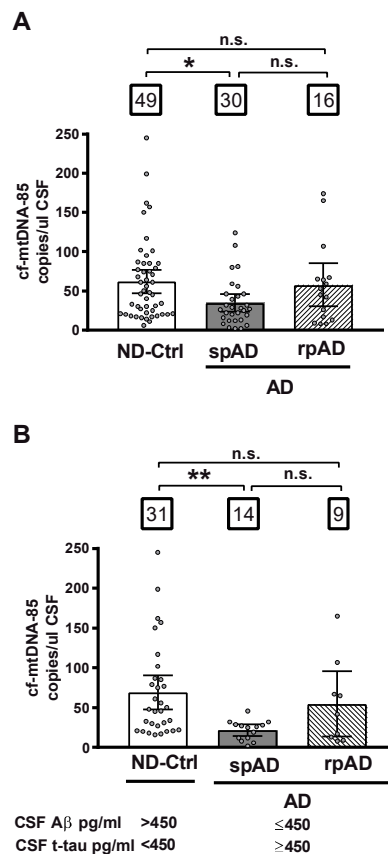 A
n.s.
* n.s.
49 30 16
250
200
150
100
50
0
cf-mtDNA-85
copies/ul CSF
ND-Ctrl spAD rpAD
AD
B
n.s.
** n.s.
31 14 9
250
200
150
100
50
0
cf-mtDNA-85
copies/ul CSF
ND-Ctrl spAD rpAD
AD
CSF Aβ pg/ml >450 ≤450
CSF t-tau pg/ml <450 ≥450